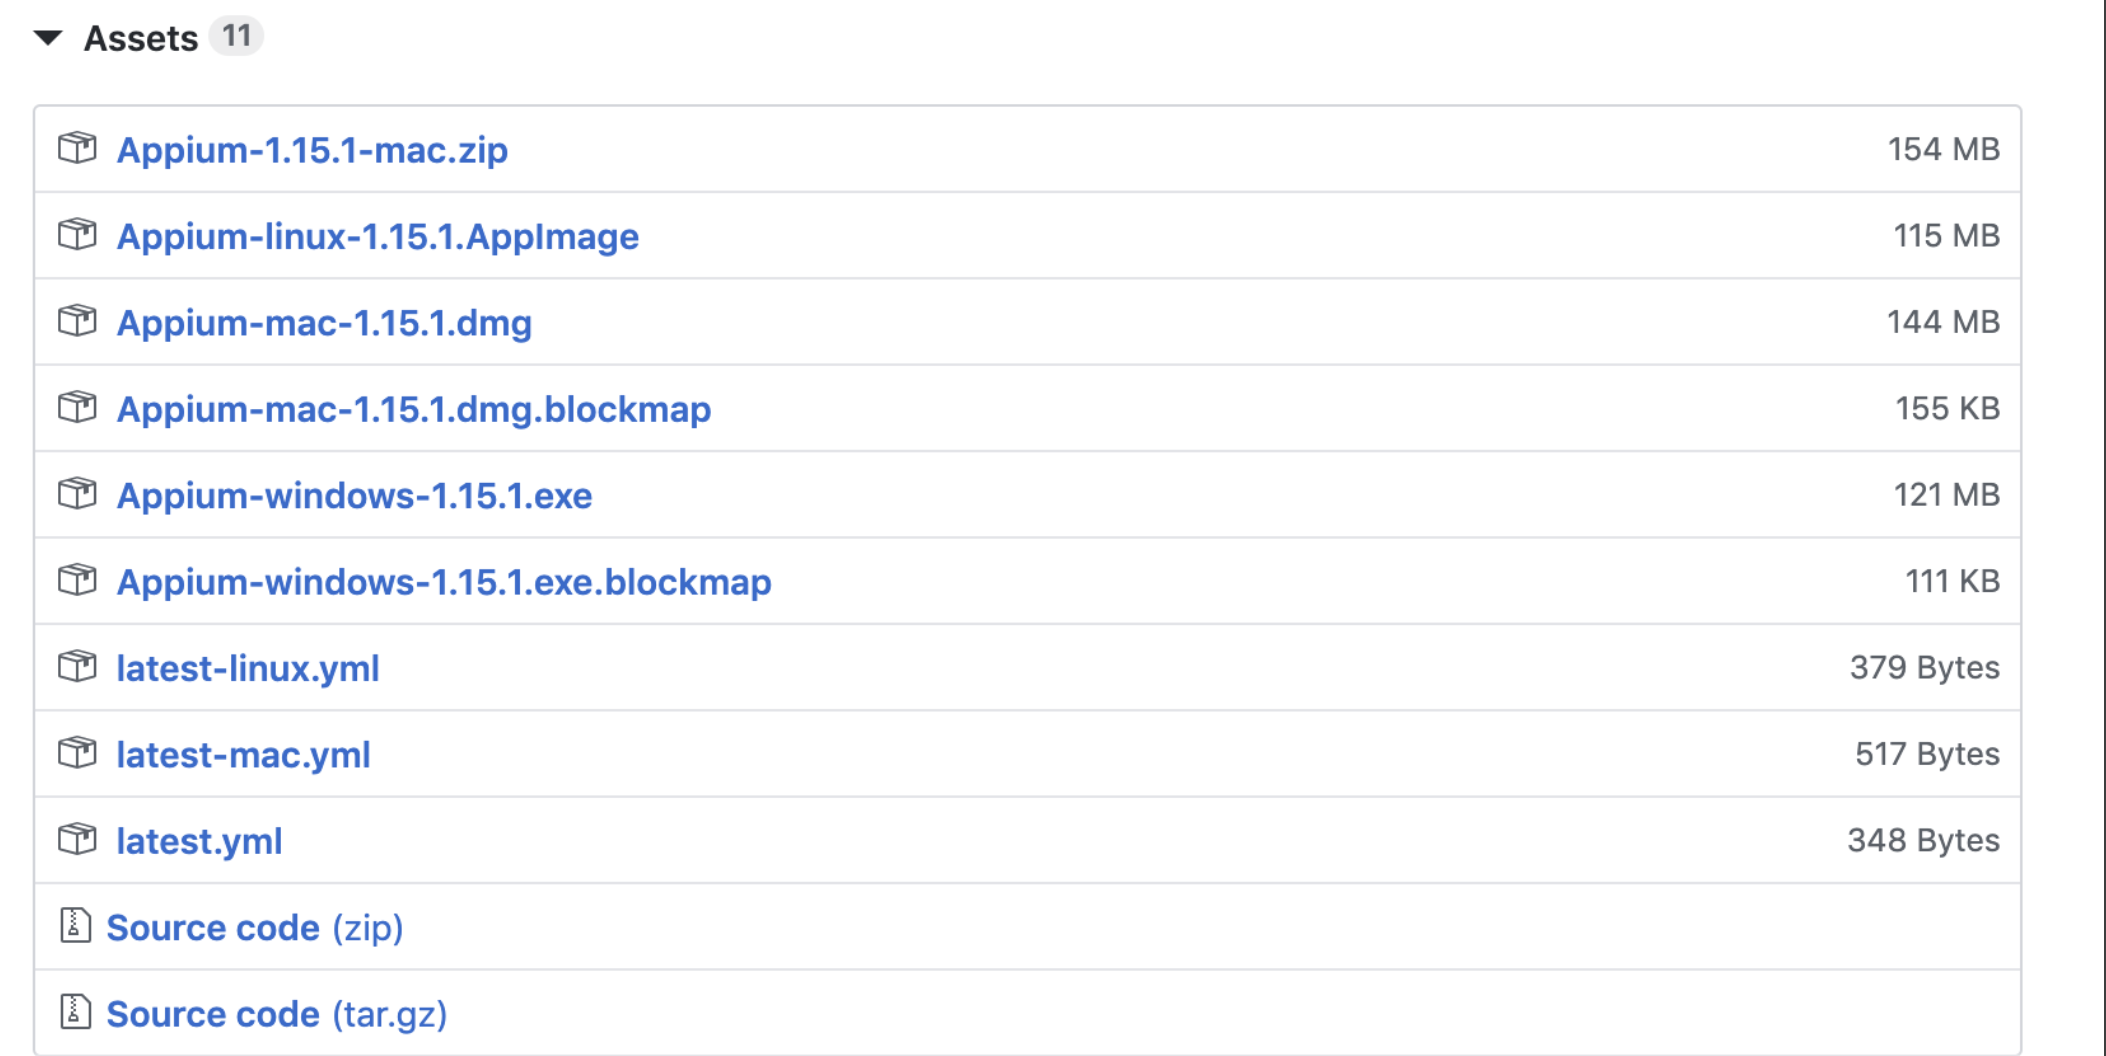 Assets 11
Appium-1.15.1-mac.zip 154 MB
Appium-linux-1.15.1.AppImage 115 MB
Appium-mac-1.15.1.dmg 144 MB
Appium-mac-1.15.1.dmg.blockmap 155 KB
Appium-windows-1.15.1.exe 121 MB
Appium-windows-1.15.1.exe.blockmap 111 KB
latest-linux.yml 379 Bytes
latest-mac.yml 517 Bytes
latest.yml 348 Bytes
Source code (zip)
Source code (tar.gz)